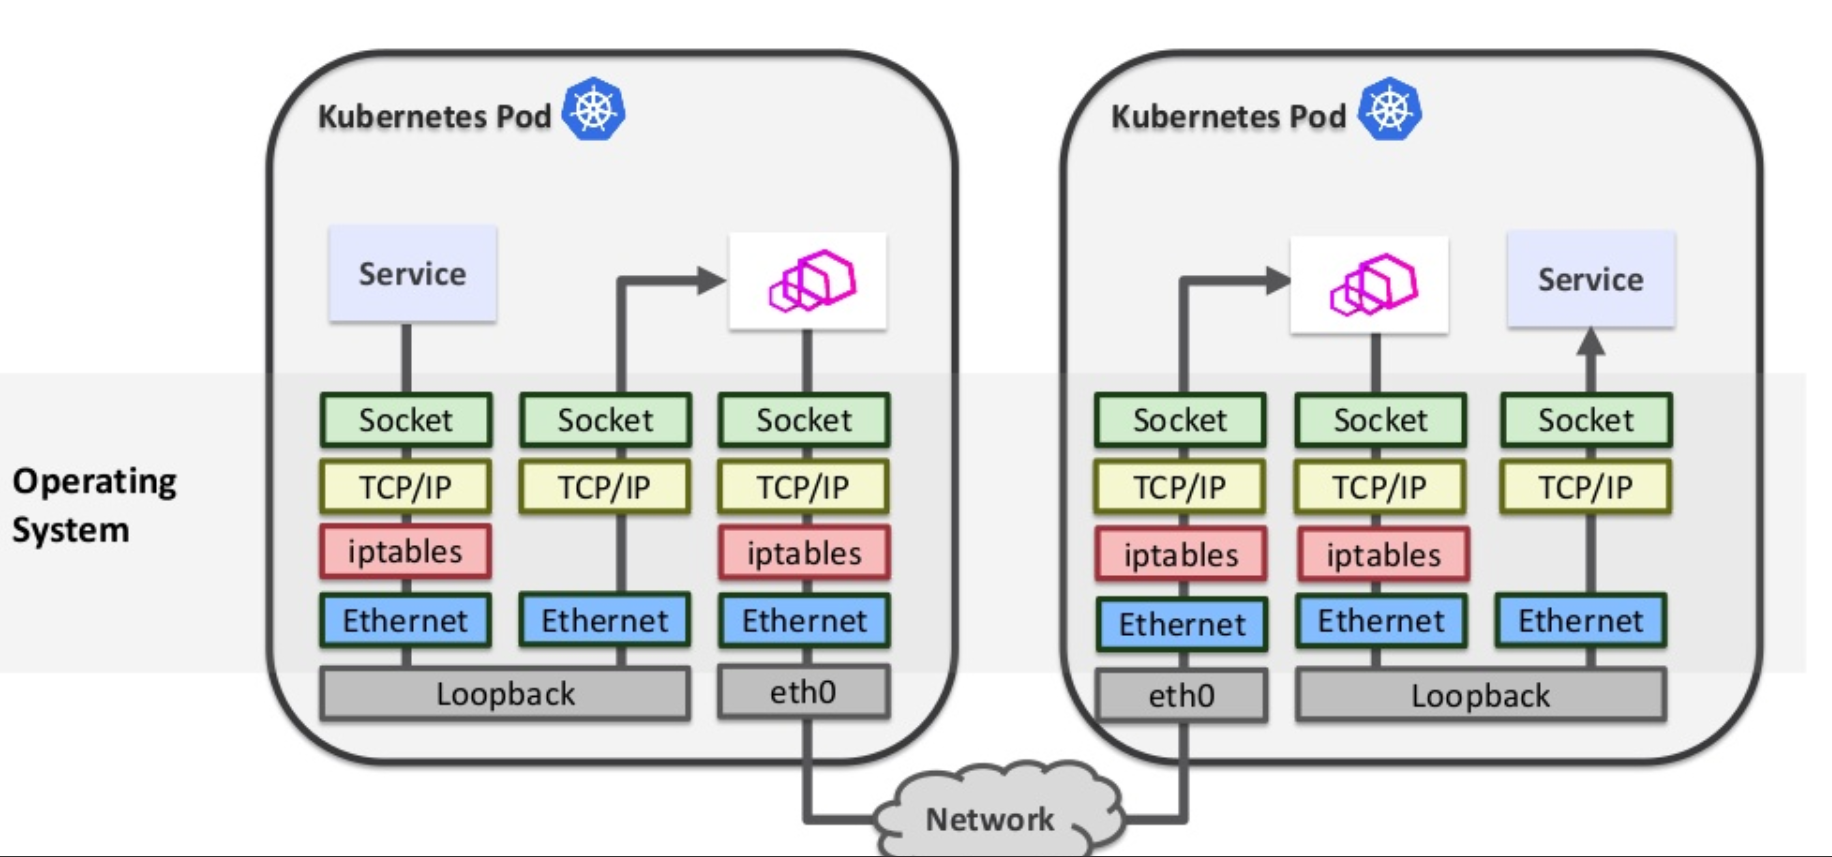 Kubernetes Pod
Kubernetes Pod
Service
Service
Operating
System
Socket
Socket
Socket
Socket
Socket
Socket
TCP/IP
TCP/IP
TCP/IP
TCP/IP
TCP/IP
TCP/IP
iptables
iptables
iptables
iptables
Ethernet
Ethernet
Ethernet
Ethernet
Ethernet
Ethernet
Loopback
eth0
eth0
Loopback
Network